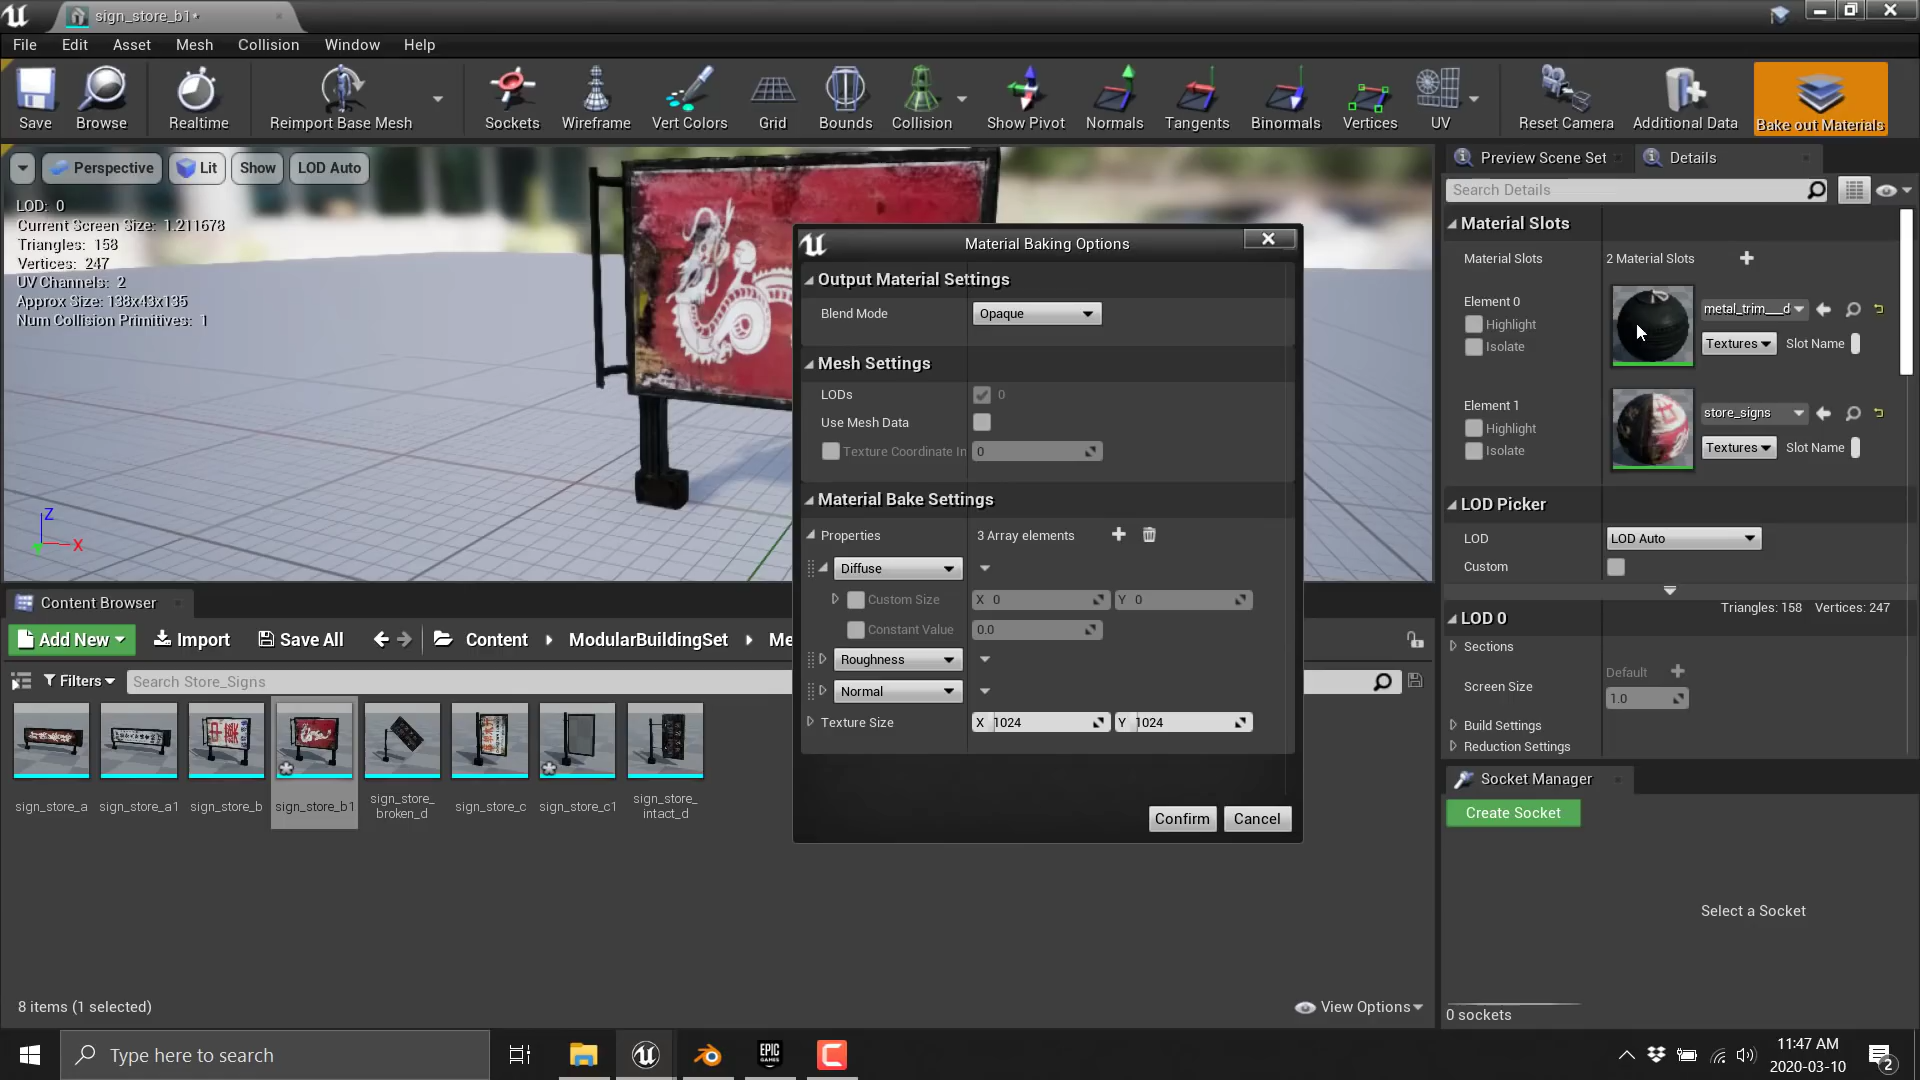 sign_store_b1*
File Edit Asset Mesh Collision Window Help
Save Browse Realtime Reimport Base Mesh Sockets Wireframe Vert Colors Grid Bounds Collision Show Pivot Normals Tangents Binormals Vertices UV Reset Camera Additional Data Bake out Materials
Perspective Lit Show LOD Auto
LOD: 0
Current Screen Size: 1.211678
Triangles: 158
Vertices: 247
UV Channels: 2
Approx Size: 138x43x135
Num Collision Primitives: 1
Z
X
Material Baking Options
Output Material Settings
Blend Mode Opaque
Mesh Settings
LODs 0
Use Mesh Data
Texture Coordinate In 0
Material Bake Settings
Properties 3 Array elements
Diffuse
Custom Size X 0 Y 0
Constant Value 0.0
Roughness
Normal
Texture Size X 1024 Y 1024
Confirm Cancel
Preview Scene Set Details
Search Details
Material Slots
Material Slots 2 Material Slots
Element 0 metal_trim___d
Highlight
Isolate Textures Slot Name
Element 1 store_signs
Highlight
Isolate Textures Slot Name
LOD Picker
LOD LOD Auto
Custom
Triangles: 158 Vertices: 247
LOD 0
Sections
Default
Screen Size 1.0
Build Settings
Reduction Settings
Socket Manager
Create Socket
Select a Socket
0 sockets
Content Browser
Add New Import Save All Content ModularBuildingSet Me
Filters Search Store_Signs
sign_store_a sign_store_a1 sign_store_b sign_store_b1 sign_store_broken_d sign_store_c sign_store_c1 sign_store_intact_d
8 items (1 selected) View Options
Type here to search
EPIC GAMES
11:47 AM
2020-03-10
2